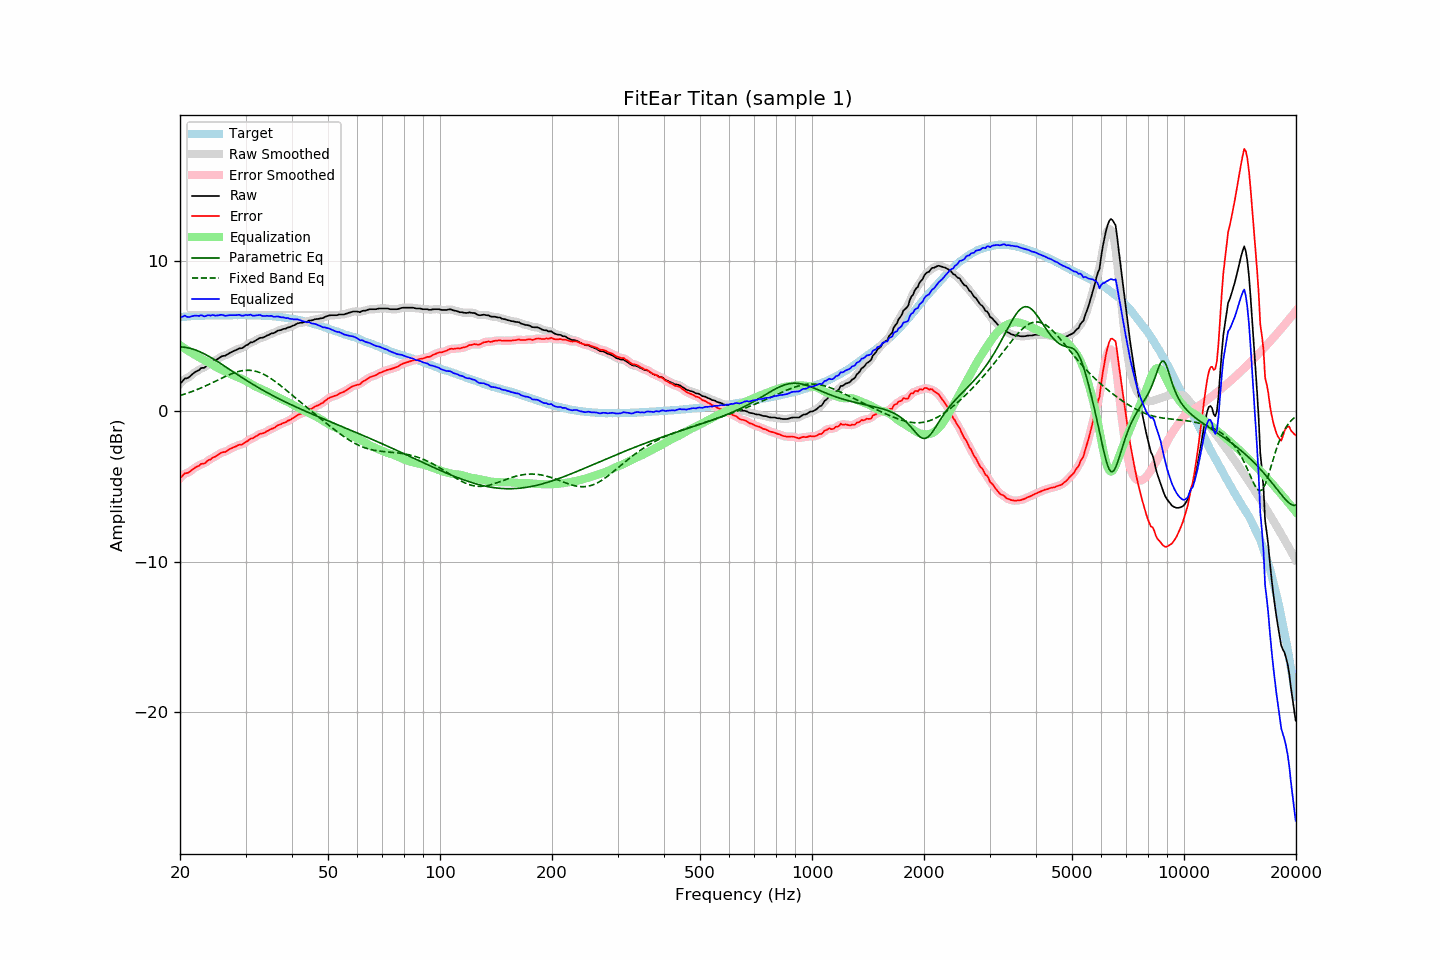 FitEar Titan (sample 1)
Target
Raw Smoothed
Error Smoothed
Raw
Error
Equalization
Parametric Eq
Fixed Band Eq
Equalized
10
0
−10
−20
Amplitude (dBr)
20 50 100 200 500 1000 2000 5000 10000 20000
Frequency (Hz)